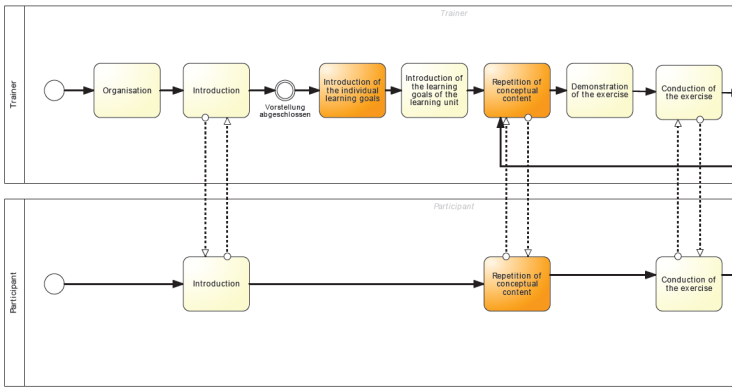 Trainer
Trainer
Organisation
Introduction
Vorstellung
abgeschlossen
Introduction of
the individual
learning goals
Introduction of
the learning
goals of the
learning unit
Repetition of
conceptual
content
Demonstration
of the exercise
Conduction of
the exercise
Participant
Participant
Introduction
Repetition of
conceptual
content
Conduction of
the exercise